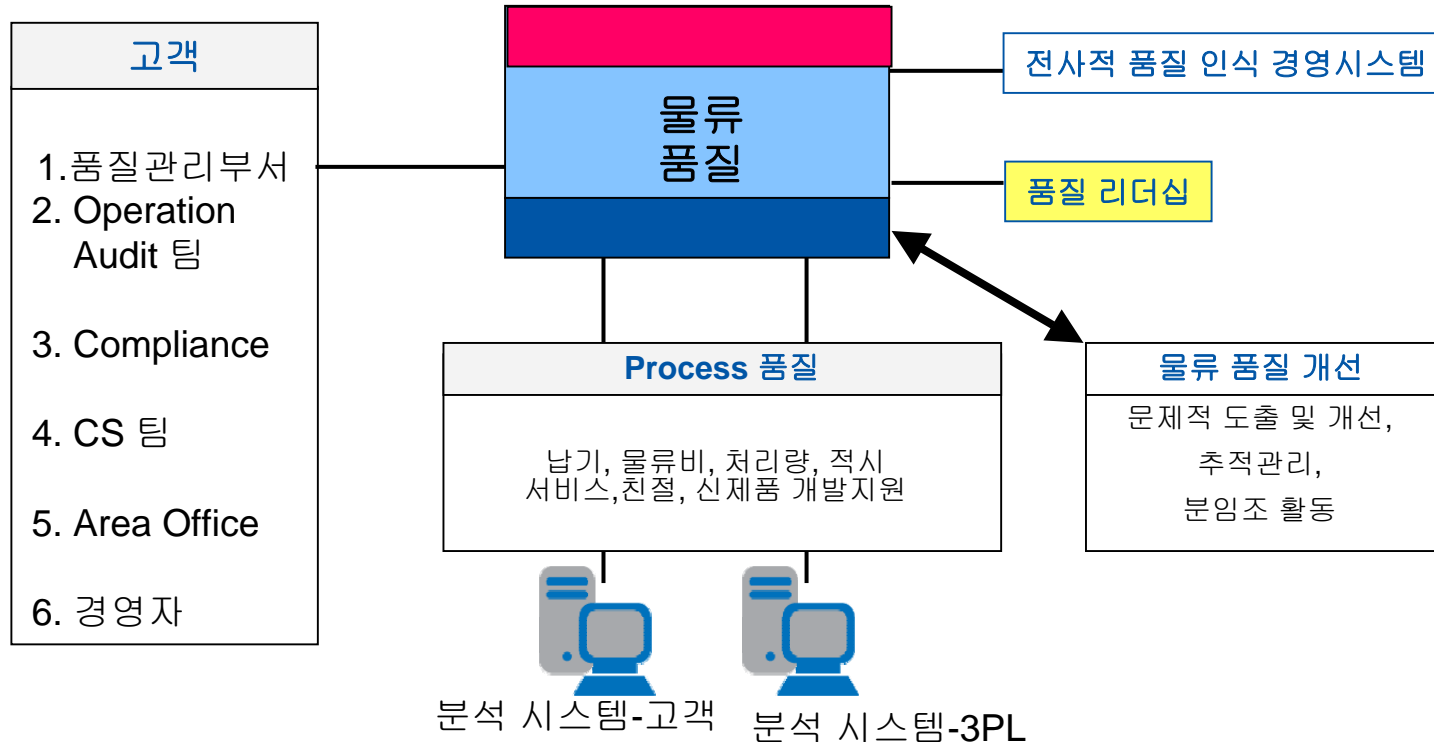 고객
1.품질관리부서
2. Operation
Audit 팀
3. Compliance
4. CS 팀
5. Area Office
6. 경영자
물류
품질
전사적 품질 인식 경영시스템
품질 리더십
Process 품질
납기, 물류비, 처리량, 적시
서비스,친절, 신제품 개발지원
물류 품질 개선
문제적 도출 및 개선,
추적관리,
분임조 활동
분석 시스템-고객
분석 시스템-3PL